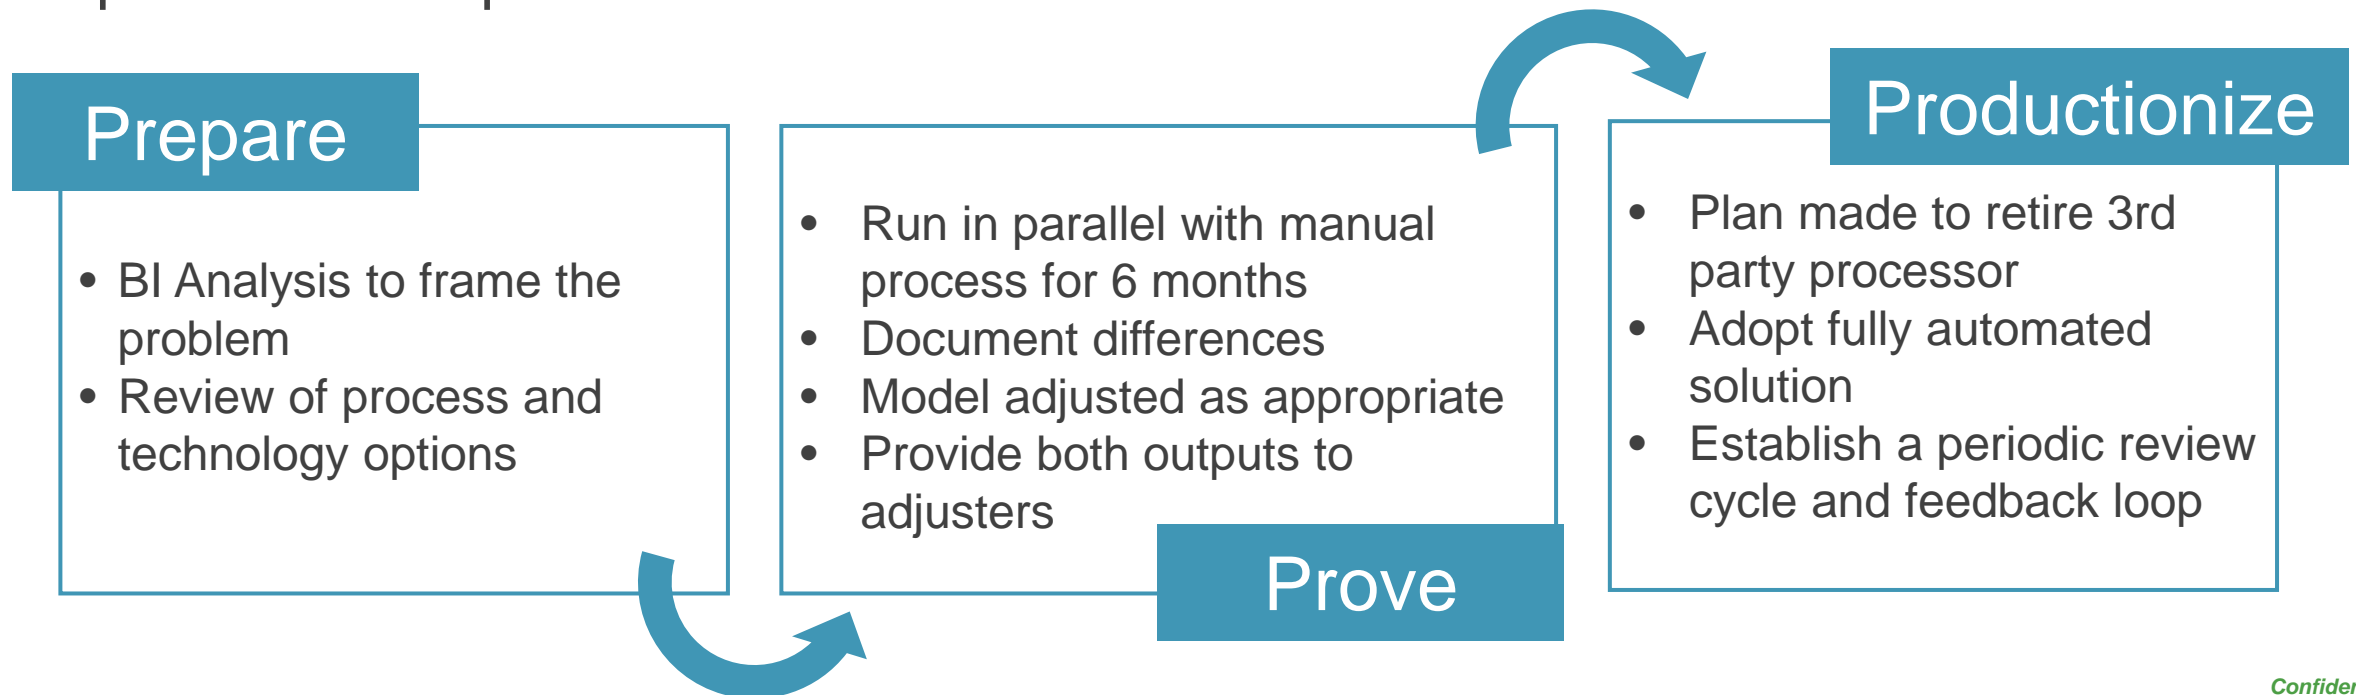 Prepare
• BI Analysis to frame the
problem
• Review of process and
technology options
• Run in parallel with manual
process for 6 months
• Document differences
• Model adjusted as appropriate
• Provide both outputs to
adjusters
Prove
Productionize
• Plan made to retire 3rd
party processor
• Adopt fully automated
solution
• Establish a periodic review
cycle and feedback loop